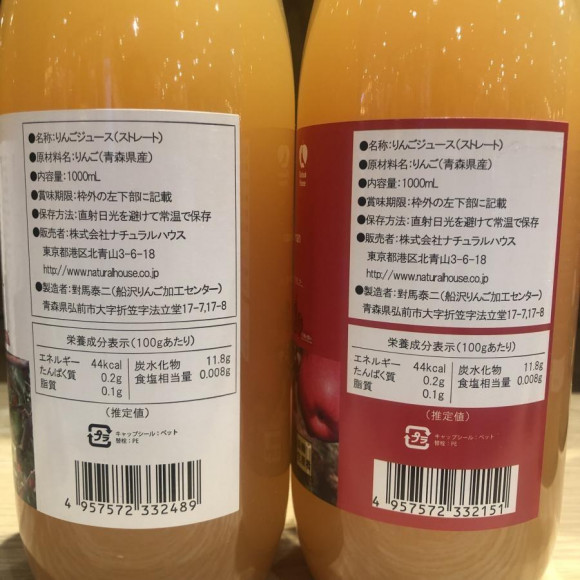 ●名称:りんごジュース(ストレート)
●原材料名:りんご(青森県産)
●内容量:1000mL
●賞味期限:枠外の左下部に記載
●保存方法:直射日光を避けて常温で保存
●販売者:株式会社ナチュラルハウス
東京都港区北青山3-6-18
http://www.naturalhouse.co.jp
●製造者:對馬泰二(船沢りんご加工センター)
青森県弘前市大字折笠字法立堂17-7,17-8
栄養成分表示(100gあたり)
エネルギー 44kcal 炭水化物 11.8g
たんぱく質 0.2g 食塩相当量 0.008g
脂質 0.1g
(推定値)
プラ
キャップシール:ペット
替栓:PE
4 957572 332489
●名称:りんごジュース(ストレート)
●原材料名:りんご(青森県産)
●内容量:1000mL
●賞味期限:枠外の左下部に記載
●保存方法:直射日光を避けて常温で保存
●販売者:株式会社ナチュラルハウス
東京都港区北青山3-6-18
http://www.naturalhouse.co.jp
●製造者:對馬泰二(船沢りんご加工センター)
青森県弘前市大字折笠字法立堂17-7,17-8
栄養成分表示(100gあたり)
エネルギー 44kcal 炭水化物 11.8g
たんぱく質 0.2g 食塩相当量 0.008g
脂質 0.1g
(推定値)
プラ
キャップシール:ペット
替栓:PE
4 957572 332151